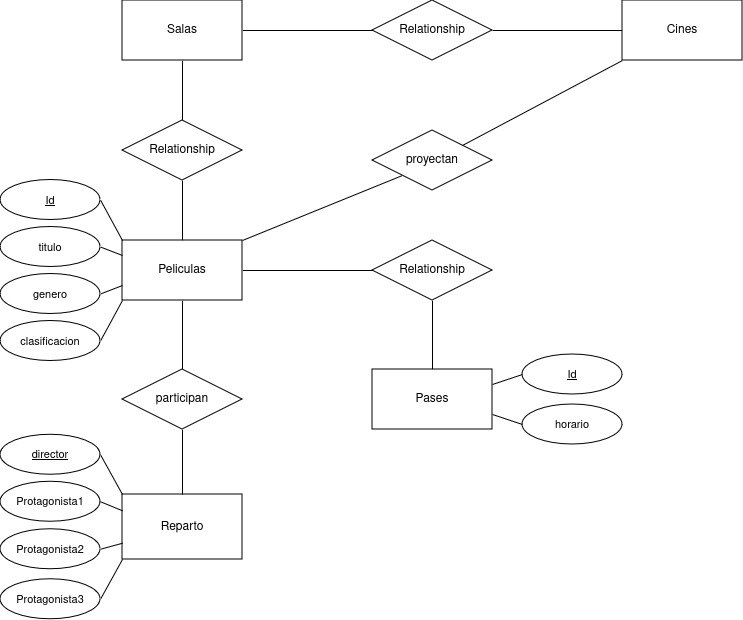 Salas
Relationship
Cines
Relationship
proyectan
Id
titulo
genero
clasificacion
Peliculas
Relationship
participan
Pases
Id
horario
director
Protagonista1
Protagonista2
Protagonista3
Reparto